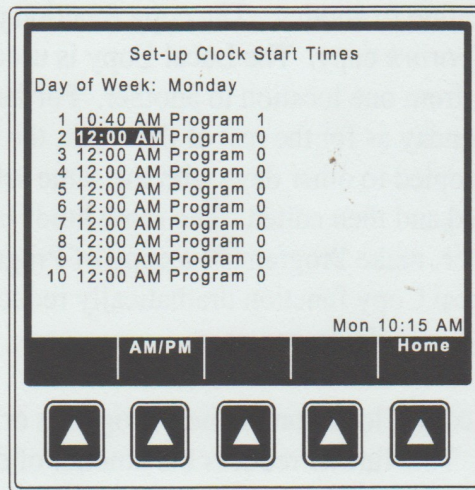 Set-up Clock Start Times
Day of Week: Monday
1 10:40 AM Program 1
2 12:00 AM Program 0
3 12:00 AM Program 0
4 12:00 AM Program 0
5 12:00 AM Program 0
6 12:00 AM Program 0
7 12:00 AM Program 0
8 12:00 AM Program 0
9 12:00 AM Program 0
10 12:00 AM Program 0
Mon 10:15 AM
AM/PM Home